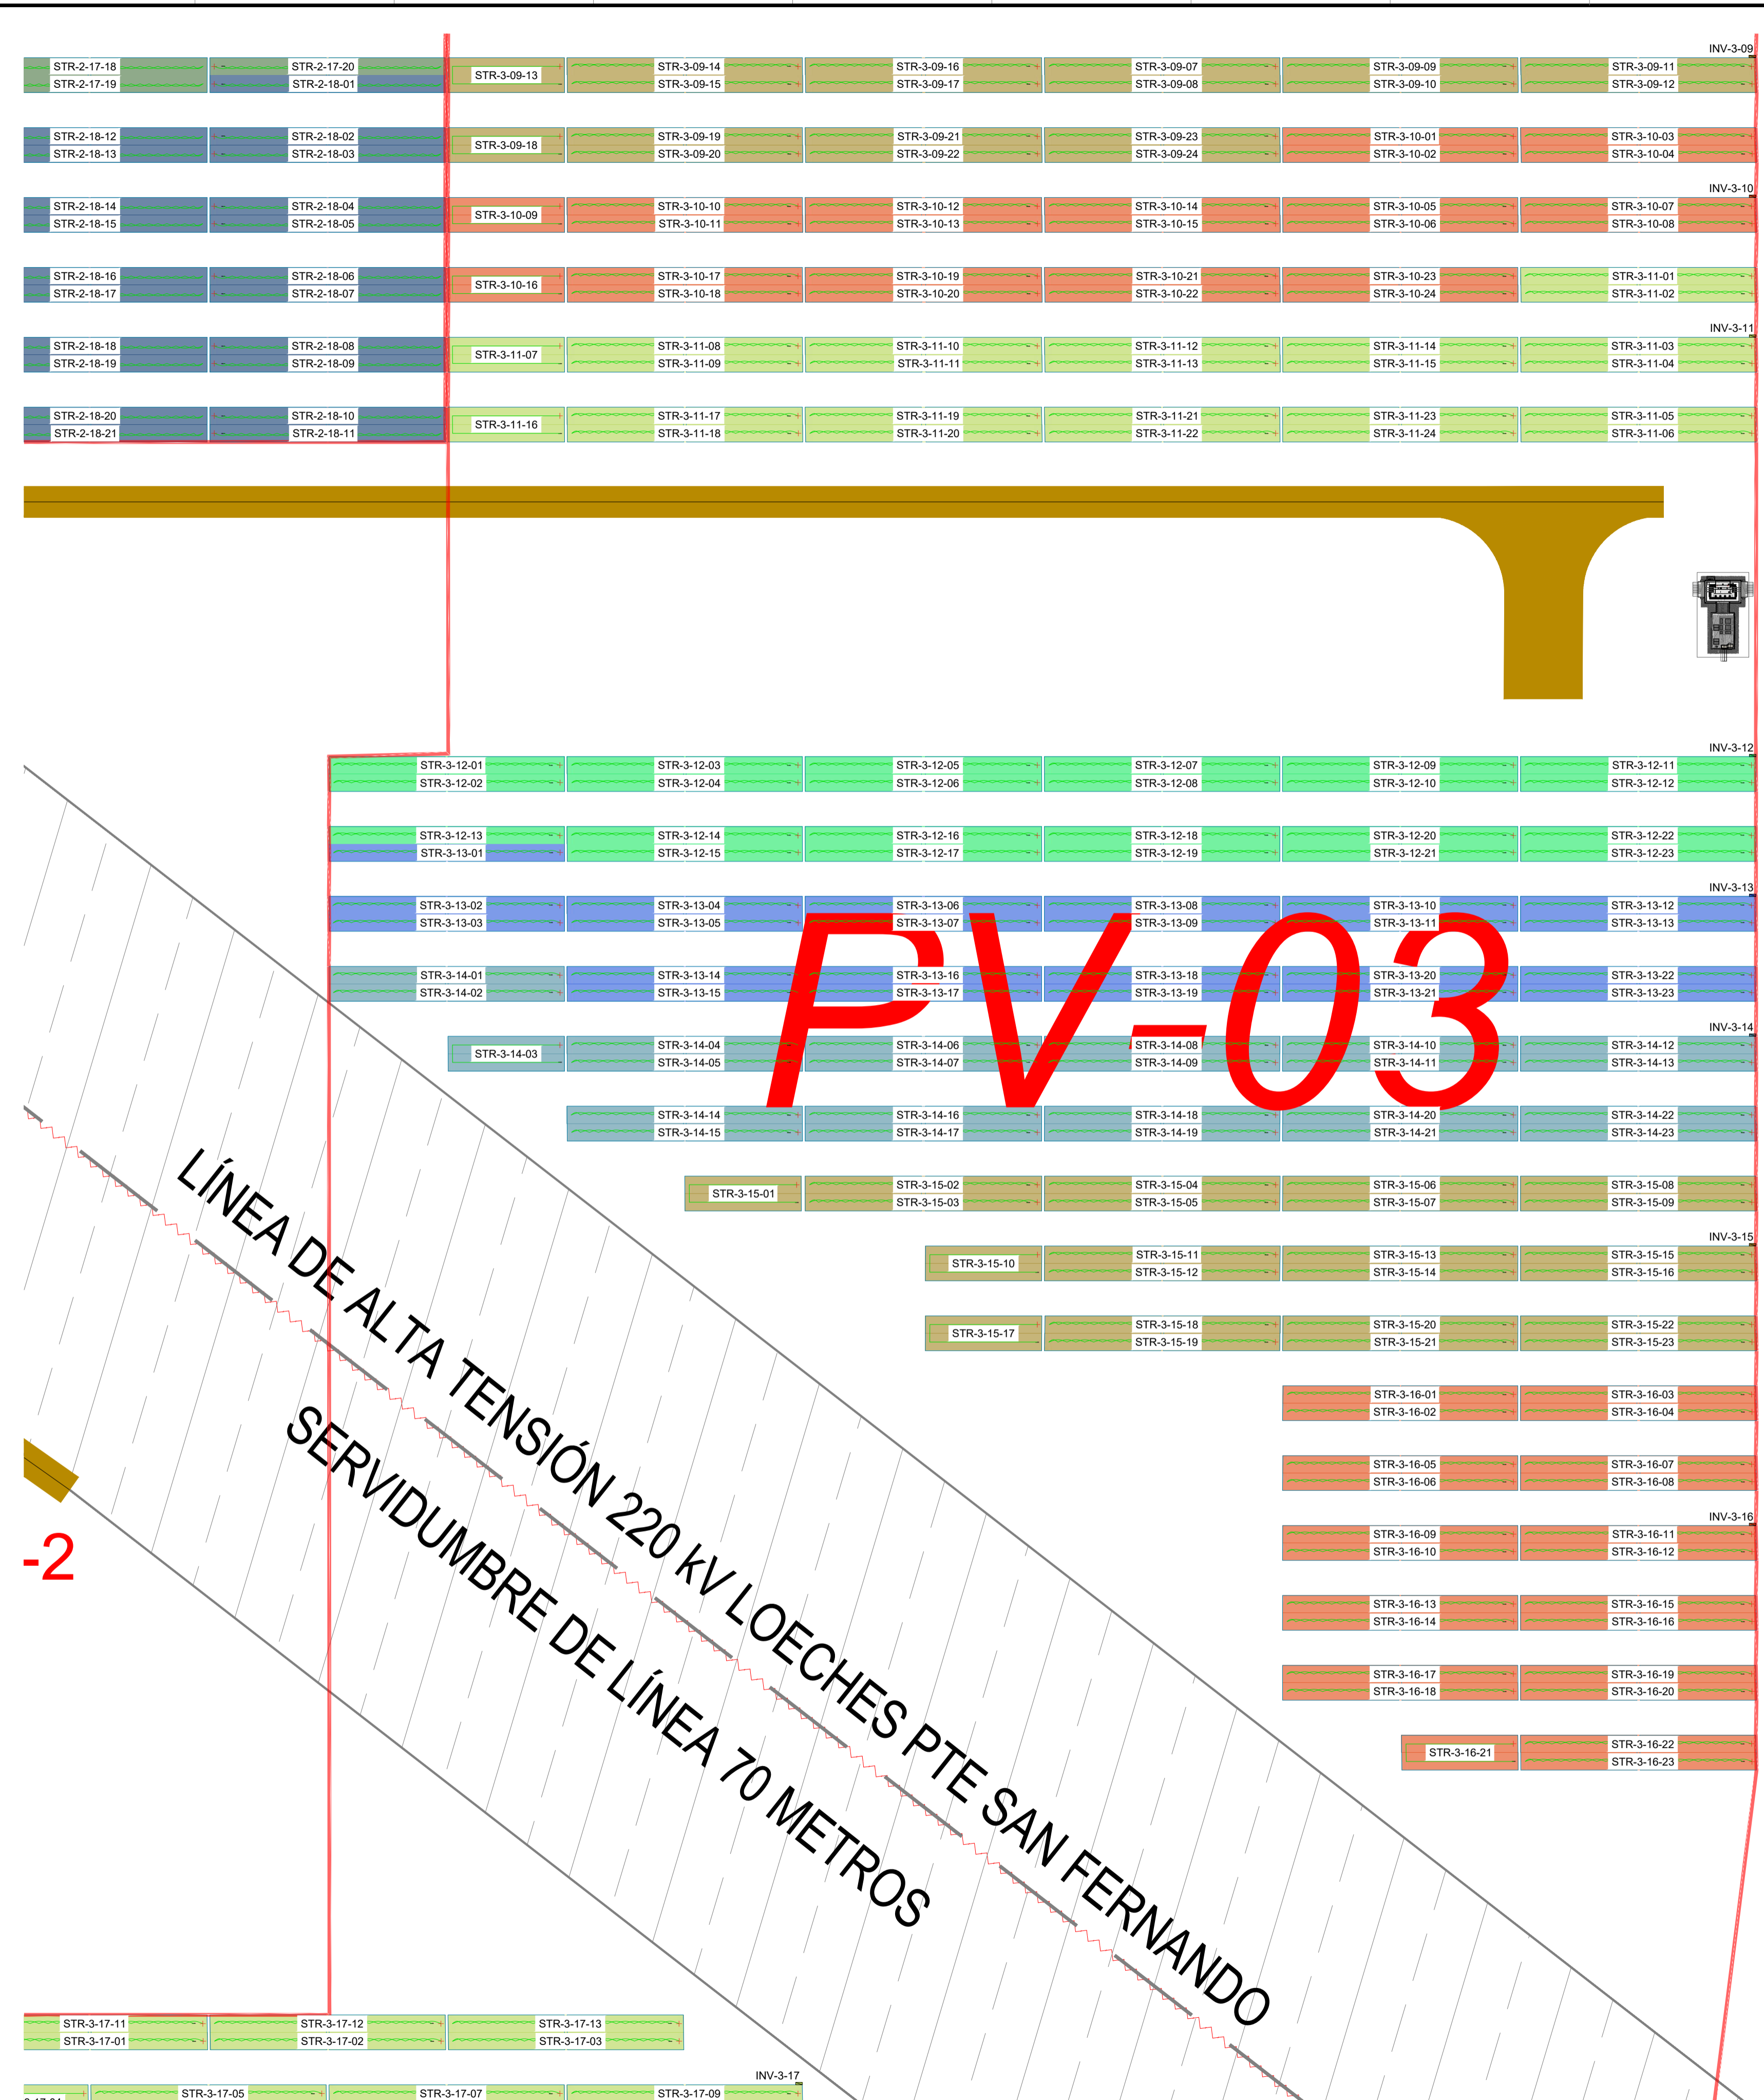 INV-3-09
STR-2-17-18 STR-2-17-20 STR-3-09-13 STR-3-09-14 STR-3-09-16 STR-3-09-07 STR-3-09-09 STR-3-09-11
STR-2-17-19 STR-2-18-01 STR-3-09-15 STR-3-09-17 STR-3-09-08 STR-3-09-10 STR-3-09-12
STR-2-18-12 STR-2-18-02 STR-3-09-18 STR-3-09-19 STR-3-09-21 STR-3-09-23 STR-3-10-01 STR-3-10-03
STR-2-18-13 STR-2-18-03 STR-3-09-20 STR-3-09-22 STR-3-09-24 STR-3-10-02 STR-3-10-04
INV-3-10
STR-2-18-14 STR-2-18-04 STR-3-10-09 STR-3-10-10 STR-3-10-12 STR-3-10-14 STR-3-10-05 STR-3-10-07
STR-2-18-15 STR-2-18-05 STR-3-10-11 STR-3-10-13 STR-3-10-15 STR-3-10-06 STR-3-10-08
STR-2-18-16 STR-2-18-06 STR-3-10-16 STR-3-10-17 STR-3-10-19 STR-3-10-21 STR-3-10-23 STR-3-11-01
STR-2-18-17 STR-2-18-07 STR-3-10-18 STR-3-10-20 STR-3-10-22 STR-3-10-24 STR-3-11-02
INV-3-11
STR-2-18-18 STR-2-18-08 STR-3-11-07 STR-3-11-08 STR-3-11-10 STR-3-11-12 STR-3-11-14 STR-3-11-03
STR-2-18-19 STR-2-18-09 STR-3-11-09 STR-3-11-11 STR-3-11-13 STR-3-11-15 STR-3-11-04
STR-2-18-20 STR-2-18-10 STR-3-11-16 STR-3-11-17 STR-3-11-19 STR-3-11-21 STR-3-11-23 STR-3-11-05
STR-2-18-21 STR-2-18-11 STR-3-11-18 STR-3-11-20 STR-3-11-22 STR-3-11-24 STR-3-11-06
INV-3-12
STR-3-12-01 STR-3-12-03 STR-3-12-05 STR-3-12-07 STR-3-12-09 STR-3-12-11
STR-3-12-02 STR-3-12-04 STR-3-12-06 STR-3-12-08 STR-3-12-10 STR-3-12-12
STR-3-12-13 STR-3-12-14 STR-3-12-16 STR-3-12-18 STR-3-12-20 STR-3-12-22
STR-3-13-01 STR-3-12-15 STR-3-12-17 STR-3-12-19 STR-3-12-21 STR-3-12-23
INV-3-13
STR-3-13-02 STR-3-13-04 STR-3-13-06 STR-3-13-08 STR-3-13-10 STR-3-13-12
STR-3-13-03 STR-3-13-05 STR-3-13-07 STR-3-13-09 STR-3-13-11 STR-3-13-13
PV-03
STR-3-14-01 STR-3-13-14 STR-3-13-16 STR-3-13-18 STR-3-13-20 STR-3-13-22
STR-3-14-02 STR-3-13-15 STR-3-13-17 STR-3-13-19 STR-3-13-21 STR-3-13-23
INV-3-14
STR-3-14-03 STR-3-14-04 STR-3-14-06 STR-3-14-08 STR-3-14-10 STR-3-14-12
STR-3-14-05 STR-3-14-07 STR-3-14-09 STR-3-14-11 STR-3-14-13
STR-3-14-14 STR-3-14-16 STR-3-14-18 STR-3-14-20 STR-3-14-22
STR-3-14-15 STR-3-14-17 STR-3-14-19 STR-3-14-21 STR-3-14-23
STR-3-15-01 STR-3-15-02 STR-3-15-04 STR-3-15-06 STR-3-15-08
STR-3-15-03 STR-3-15-05 STR-3-15-07 STR-3-15-09
INV-3-15
STR-3-15-10 STR-3-15-11 STR-3-15-13 STR-3-15-15
STR-3-15-12 STR-3-15-14 STR-3-15-16
STR-3-15-17 STR-3-15-18 STR-3-15-20 STR-3-15-22
STR-3-15-19 STR-3-15-21 STR-3-15-23
STR-3-16-01 STR-3-16-03
STR-3-16-02 STR-3-16-04
STR-3-16-05 STR-3-16-07
STR-3-16-06 STR-3-16-08
INV-3-16
STR-3-16-09 STR-3-16-11
STR-3-16-10 STR-3-16-12
STR-3-16-13 STR-3-16-15
STR-3-16-14 STR-3-16-16
STR-3-16-17 STR-3-16-19
STR-3-16-18 STR-3-16-20
STR-3-16-21 STR-3-16-22
STR-3-16-23
LÍNEA DE ALTA TENSIÓN 220 kV LOECHES PTE SAN FERNANDO
SERVIDUMBRE DE LÍNEA 70 METROS
-2
STR-3-17-11 STR-3-17-12 STR-3-17-13
STR-3-17-01 STR-3-17-02 STR-3-17-03
INV-3-17
STR-3-17-05 STR-3-17-07 STR-3-17-09